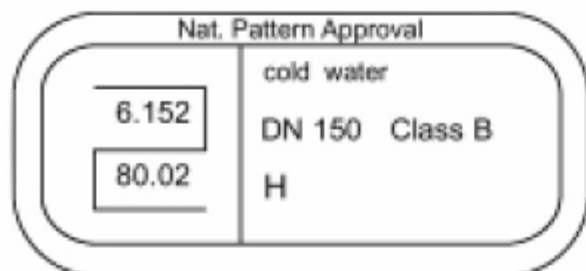 Nat. Pattern Approval
6.152
80.02
cold water
DN 150 Class B
H